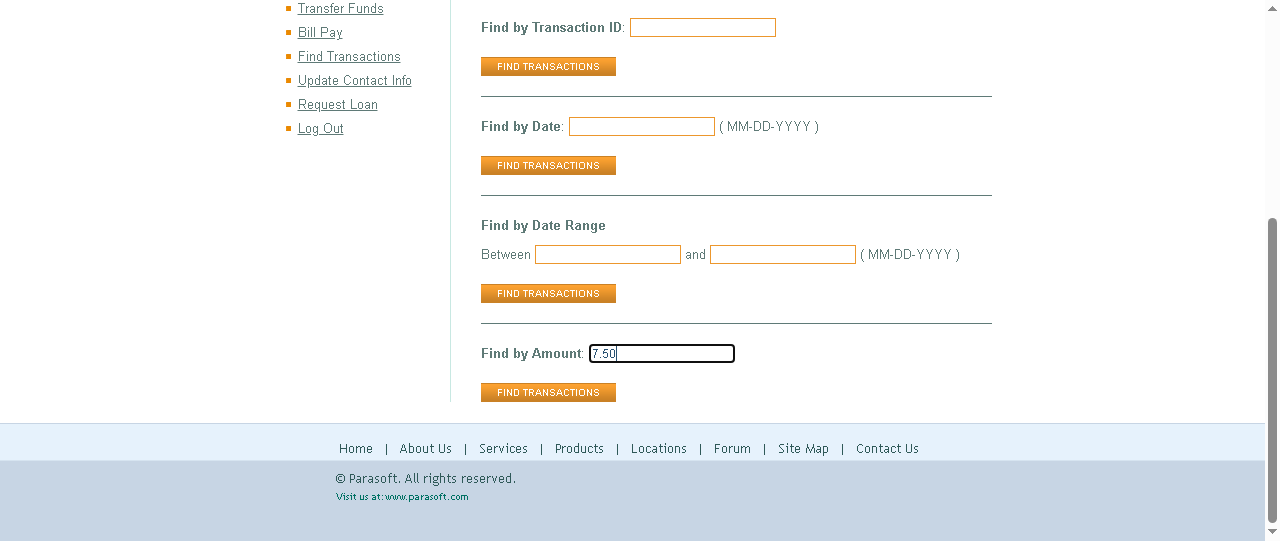 Transfer Funds
Bill Pay
Find Transactions
Update Contact Info
Request Loan
Log Out
Find by Transaction ID:
FIND TRANSACTIONS
Find by Date: ( MM-DD-YYYY )
FIND TRANSACTIONS
Find by Date Range
Between and ( MM-DD-YYYY )
FIND TRANSACTIONS
Find by Amount: 7.50
FIND TRANSACTIONS
Home | About Us | Services | Products | Locations | Forum | Site Map | Contact Us
© Parasoft. All rights reserved.
Visit us at: www.parasoft.com